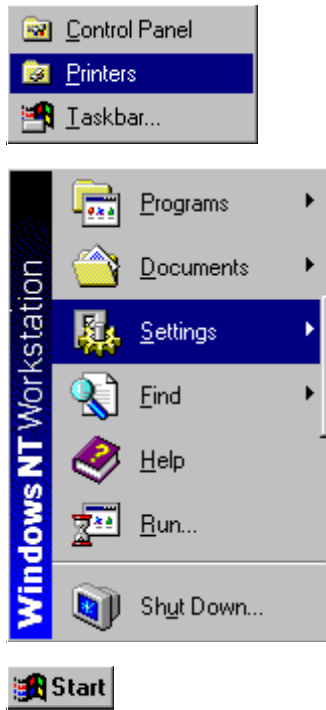 Control Panel
Printers
Taskbar...
Programs
Documents
Settings
Find
Help
Run...
Shut Down...
Windows NT Workstation
Start